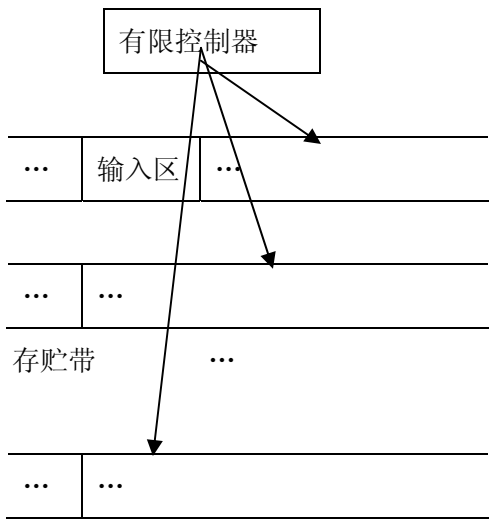 有限控制器
… 输入区 …
… …
存贮带 …
… …